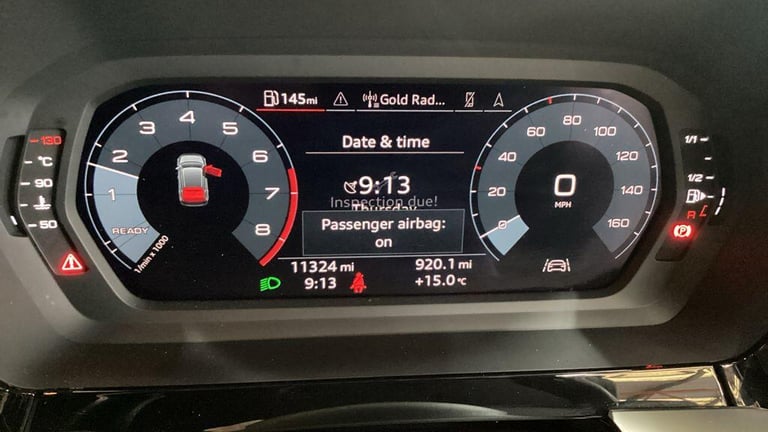 145mi
Gold Rad...
Date & time
9:13
Inspection due!
Thursday
Passenger airbag:
on
11324 mi
920.1 mi
9:13
+15.0 °C
1
2
3
4
5
6
7
8
READY
1/min x 1000
0
20
40
60
80
100
120
140
160
0
MPH
130
°C
90
50
1/1
1/2
R
P